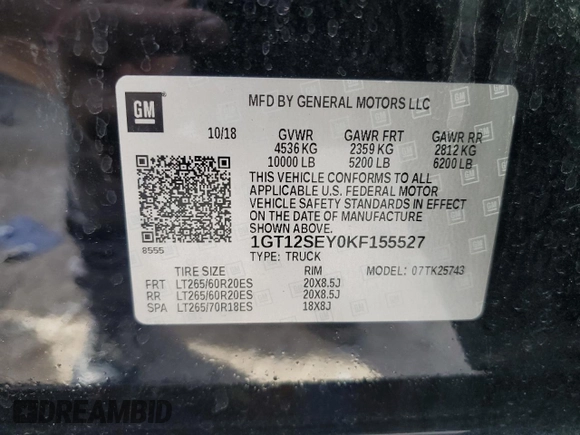 GM
MFD BY GENERAL MOTORS LLC
10/18 GVWR GAWR FRT GAWR RR
4536 KG 2359 KG 2812 KG
10000 LB 5200 LB 6200 LB
THIS VEHICLE CONFORMS TO ALL
APPLICABLE U.S. FEDERAL MOTOR
VEHICLE SAFETY STANDARDS IN EFFECT
ON THE DATE OF MANUFACTURE SHOWN
ABOVE.
8555
1GT12SEY0KF155527
TYPE: TRUCK MODEL: 07TK25743
TIRE SIZE RIM
FRT LT265/60R20ES 20X8.5J
RR LT265/60R20ES 20X8.5J
SPA LT265/70R18ES 18X8J
DREAMBID